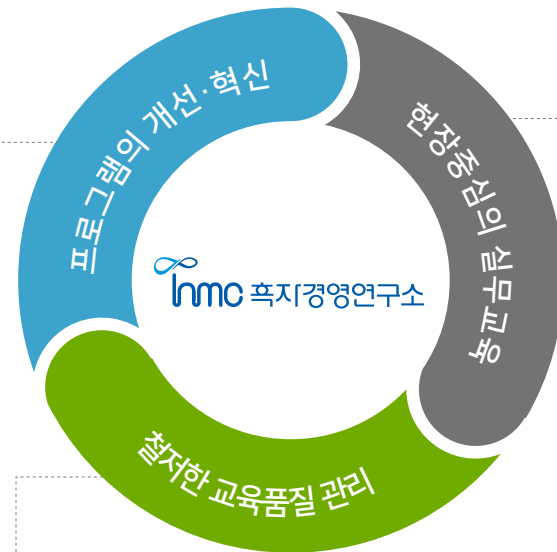 프로그램의 개선·혁신
현장중심의 실무교육
hmc 흑자경영연구소
철저한 교육품질 관리